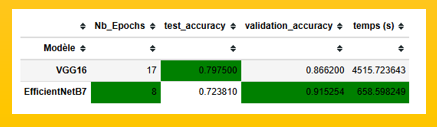 Nb_Epochs test_accuracy validation_accuracy temps (s)
Modèle
VGG16 17 0.797500 0.866200 4515.723643
EfficientNetB7 8 0.723810 0.915254 658.598249